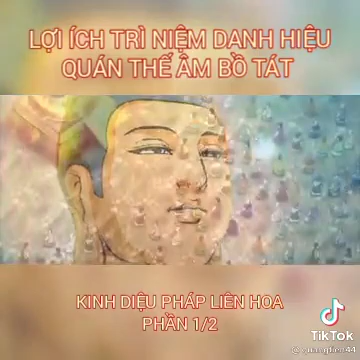 LỢI ÍCH TRÌ NIỆM DANH HIỆU
QUÁN THẾ ÂM BỒ TÁT
KINH DIỆU PHÁP LIÊN HOA
PHẦN 1/2
TikTok